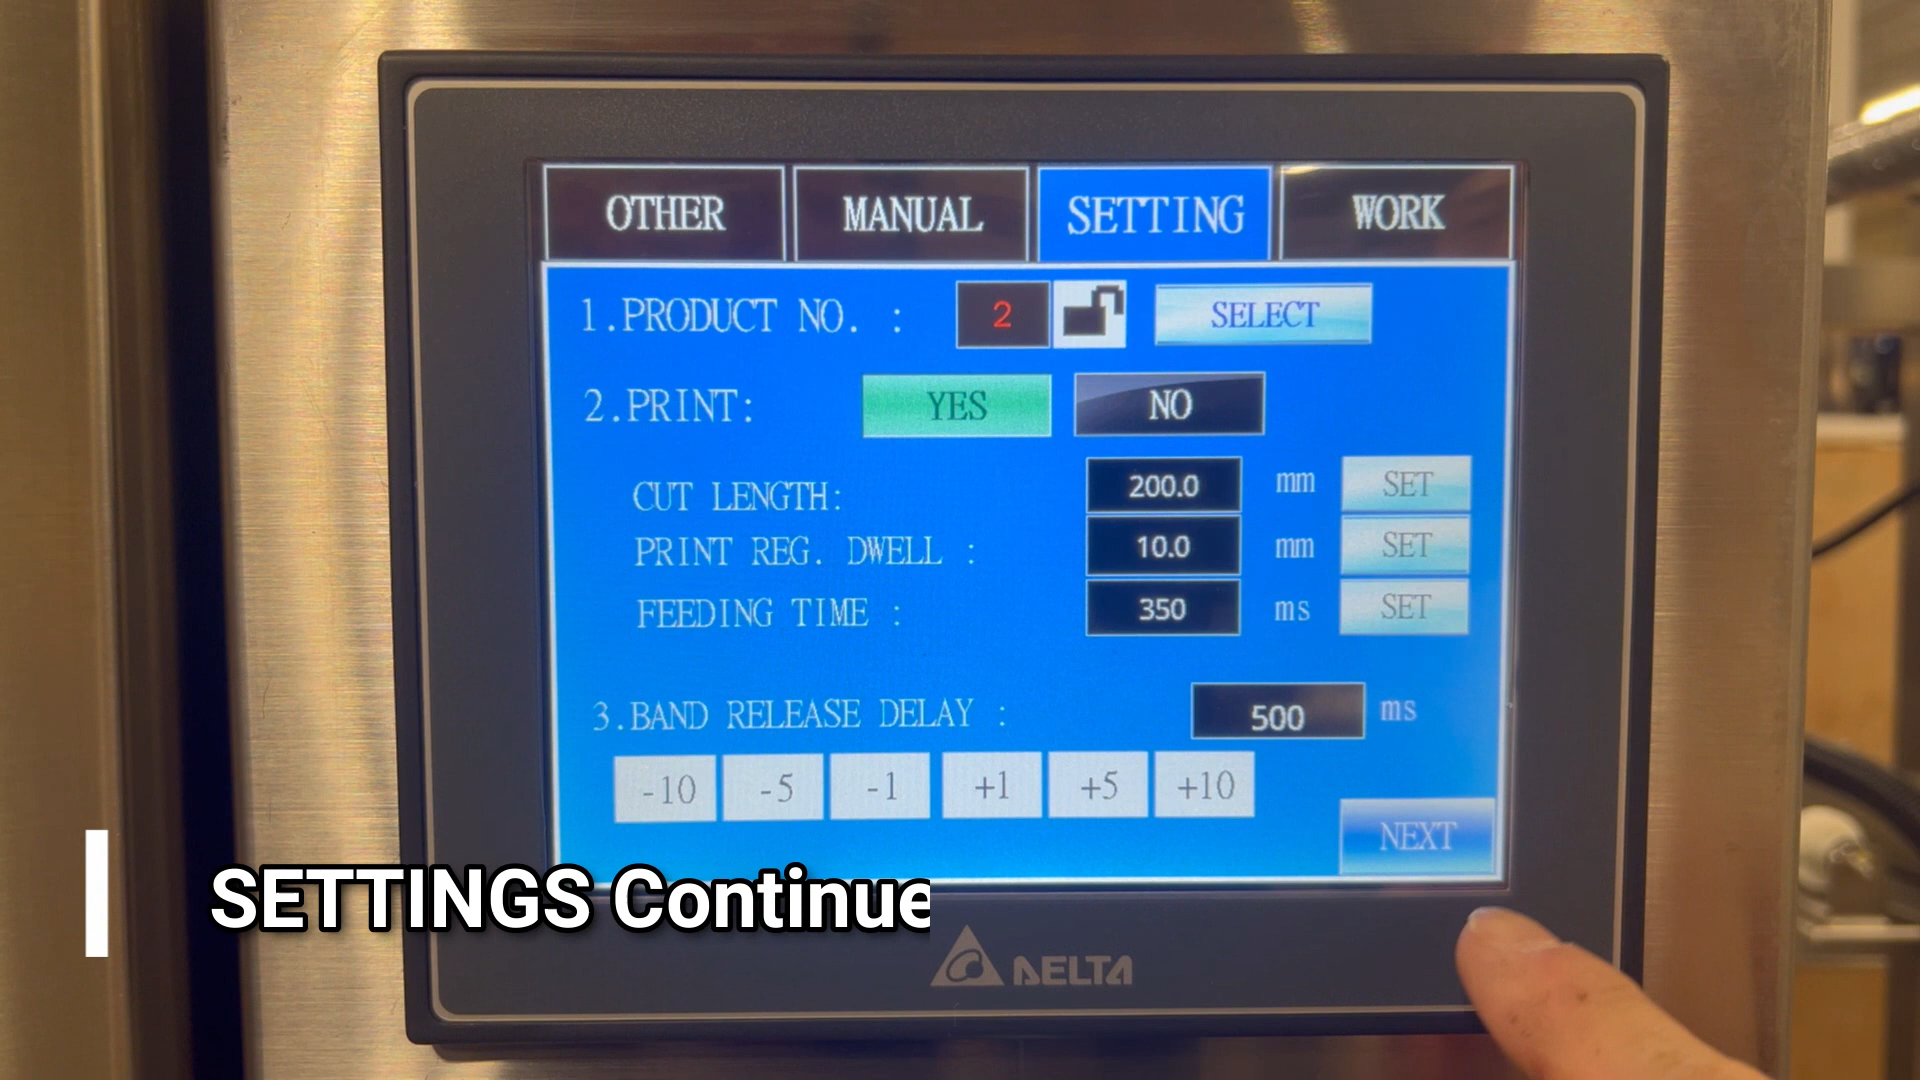 OTHER MANUAL SETTING WORK
1.PRODUCT NO. : 2 SELECT
2.PRINT: YES NO
CUT LENGTH: 200.0 mm SET
PRINT REG. DWELL : 10.0 mm SET
FEEDING TIME : 350 ms SET
3.BAND RELEASE DELAY : 500 ms
-10 -5 -1 +1 +5 +10
NEXT
SETTINGS Continue
DELTA